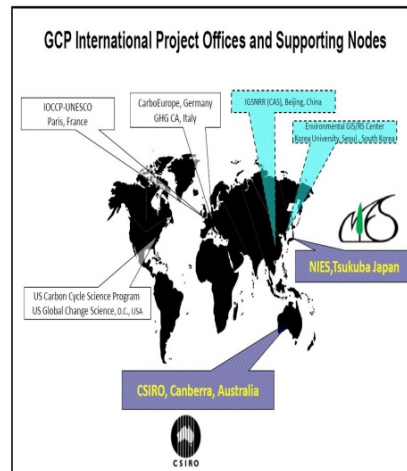 GCP International Project Offices and Supporting Nodes
IOCCP-UNESCO
Paris, France
CarboEurope, Germany
GHG CA, Italy
IGSNRR (CAS), Beijing, China
Environmental GIS/RS Center
(Korea University, Seoul, South Korea)
NIES
NIES,Tsukuba Japan
US Carbon Cycle Science Program
US Global Change Science, D.C., USA
CSIRO, Canberra, Australia
CSIRO